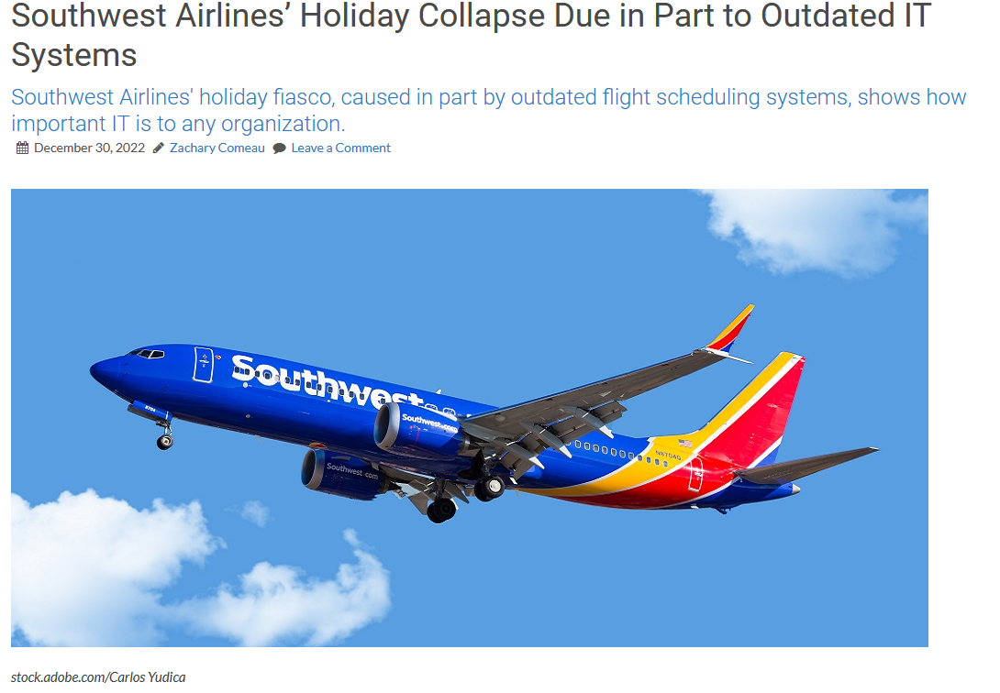 Southwest Airlines’ Holiday Collapse Due in Part to Outdated IT
Systems
Southwest Airlines' holiday fiasco, caused in part by outdated flight scheduling systems, shows how
important IT is to any organization.
December 30, 2022 Zachary Comeau Leave a Comment
Southwest
Southwest.com
Southwest.com
N8704Q
8704
stock.adobe.com/Carlos Yudica